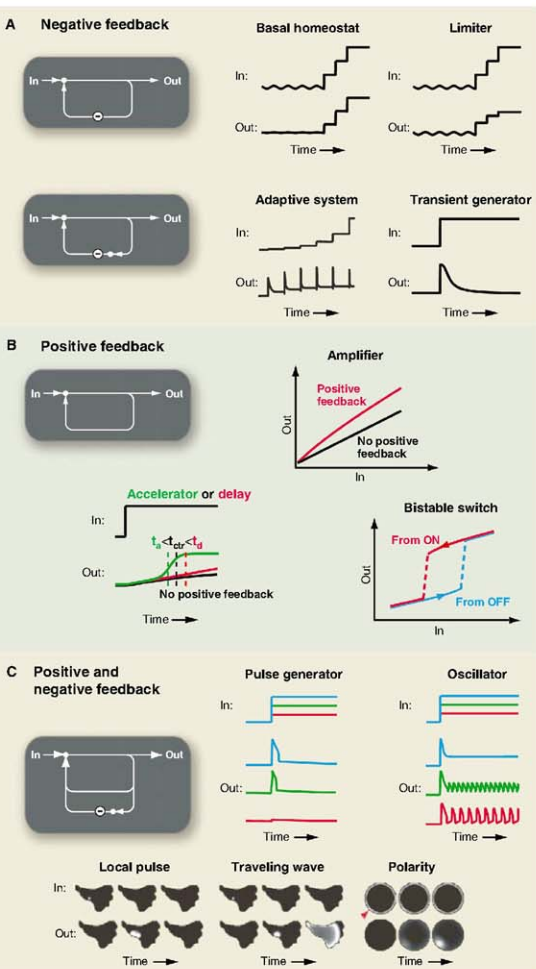 A Negative feedback
Basal homeostat
Limiter
In → Out
In:
In:
Out:
Out:
Time →
Time →
Adaptive system
Transient generator
In → Out
In:
In:
Out:
Out:
Time →
Time →
B Positive feedback
Amplifier
In → Out
Positive
feedback
No positive
feedback
Out
In
Accelerator or delay
In:
ta<tctr<td
Out:
No positive feedback
Time →
Bistable switch
From ON
From OFF
Out
In
C Positive and
negative feedback
Pulse generator
Oscillator
In → Out
In:
In:
Out:
Out:
Time →
Time →
Local pulse
Traveling wave
Polarity
In:
Out:
Time →
Time →
Time →